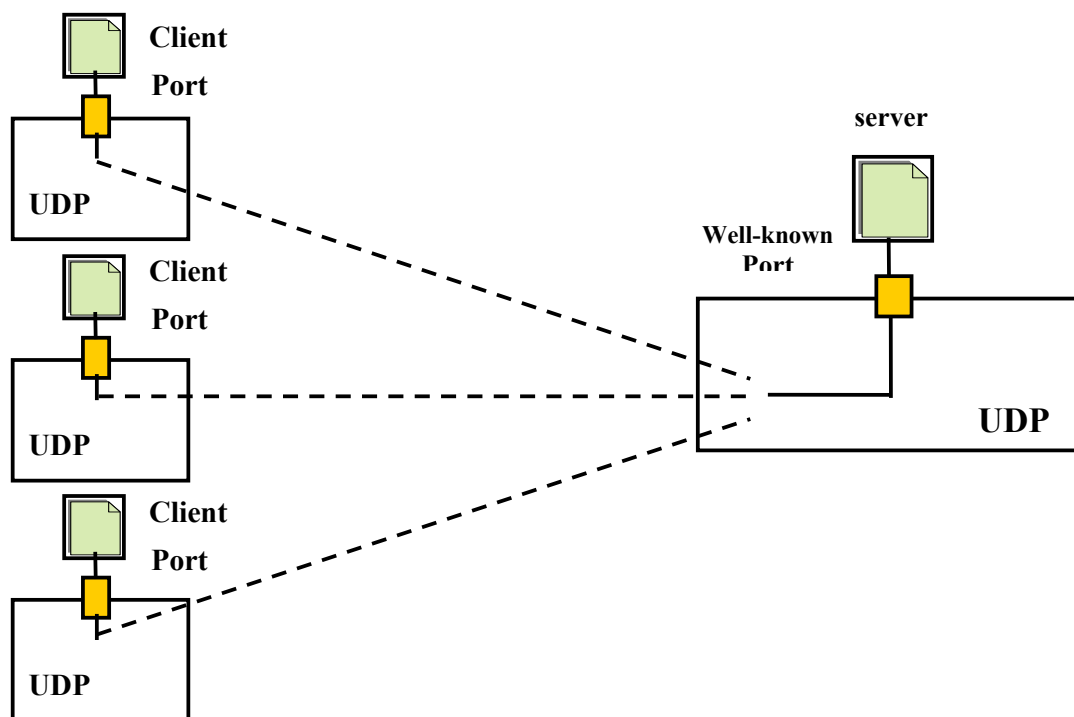 Client
Port
UDP
server
Well-known
Port
UDP
Client
Port
UDP
Client
Port
UDP